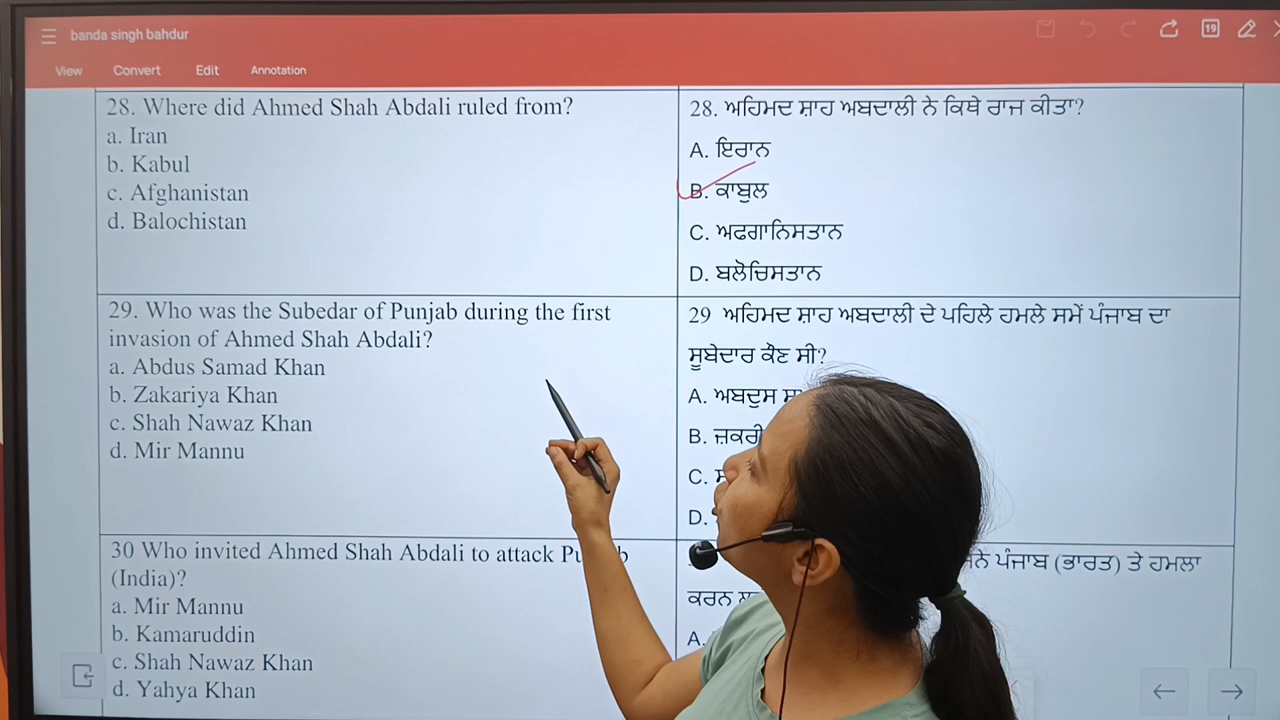 banda singh bahdur
19
View Convert Edit Annotation
28. Where did Ahmed Shah Abdali ruled from?
a. Iran
b. Kabul
c. Afghanistan
d. Balochistan
28. ਅਹਿਮਦ ਸ਼ਾਹ ਅਬਦਾਲੀ ਨੇ ਕਿਥੇ ਰਾਜ ਕੀਤਾ?
A. ਇਰਾਨ
B. ਕਾਬੁਲ
C. ਅਫਗਾਨਿਸਤਾਨ
D. ਬਲੋਚਿਸਤਾਨ
29. Who was the Subedar of Punjab during the first
invasion of Ahmed Shah Abdali?
a. Abdus Samad Khan
b. Zakariya Khan
c. Shah Nawaz Khan
d. Mir Mannu
29 ਅਹਿਮਦ ਸ਼ਾਹ ਅਬਦਾਲੀ ਦੇ ਪਹਿਲੇ ਹਮਲੇ ਸਮੇਂ ਪੰਜਾਬ ਦਾ
ਸੂਬੇਦਾਰ ਕੌਣ ਸੀ?
A. ਅਬਦੁਸ
B.
C.
D.
30 Who invited Ahmed Shah Abdali to attack
(India)?
a. Mir Mannu
b. Kamaruddin
c. Shah Nawaz Khan
d. Yahya Khan
ਪੰਜਾਬ (ਭਾਰਤ) ਤੇ ਹਮਲਾ
ਕਰਨ
A.